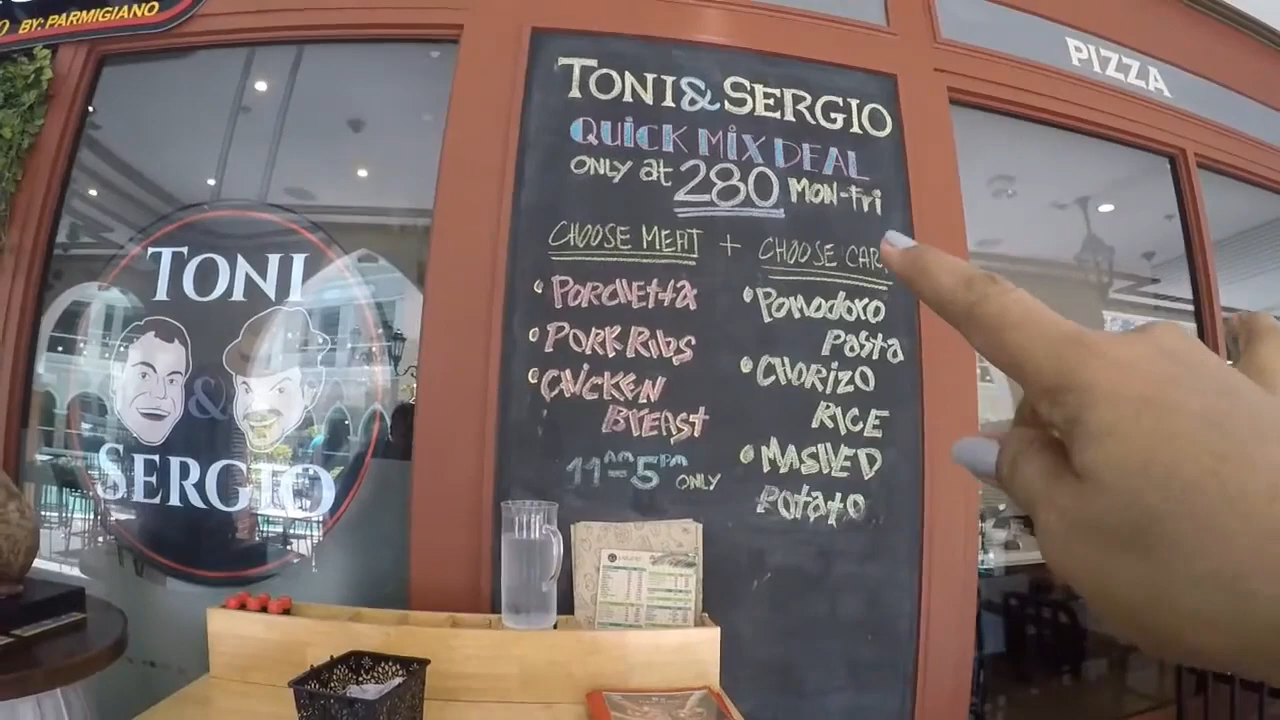 BY: PARMIGIANO
PIZZA
TONI
&
SERGIO
TONI & SERGIO
QUiCK MiX DEAL
ONLY at 280 MON-fri
CHOOSE MEAT + CHOOSE CAR
• PORCHEttA
• PORK RibS
• CHiCKEN
BREAST
11AM-5PM ONLY
• Pomodoro
Pasta
• CHORiZO
RICE
• MASHED
Potato